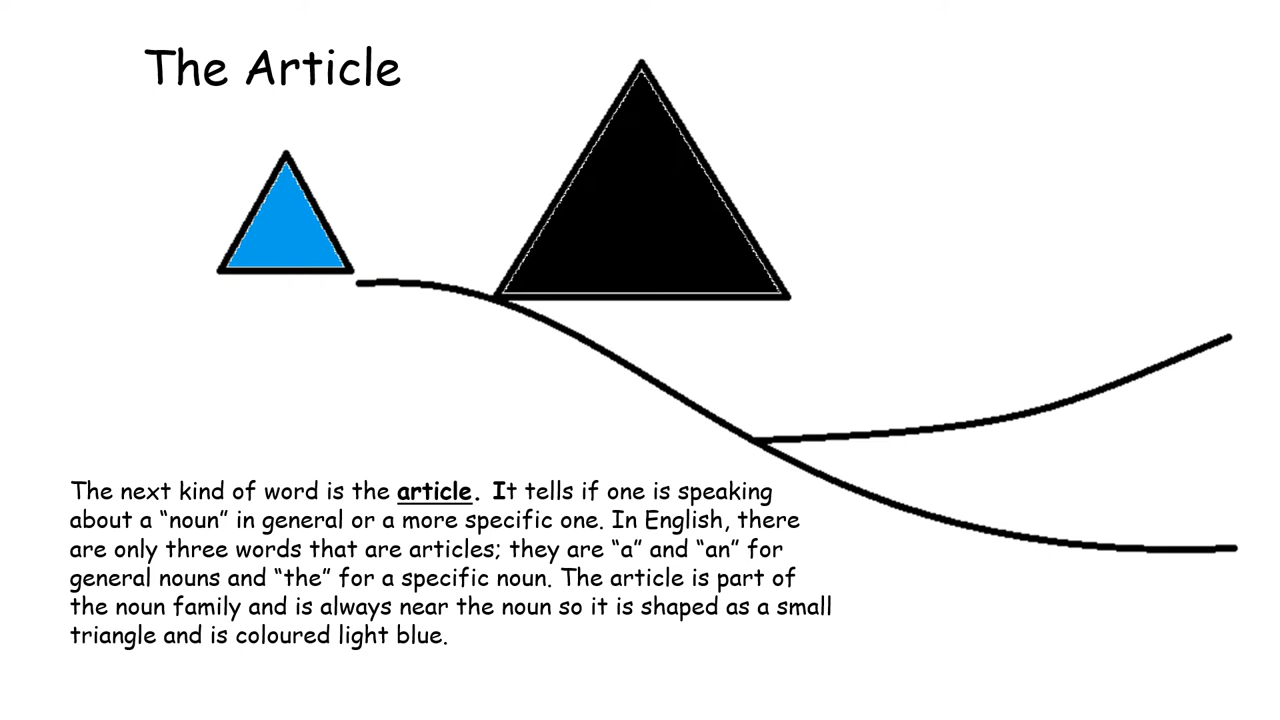 The Article
The next kind of word is the article. It tells if one is speaking
about a “noun” in general or a more specific one. In English, there
are only three words that are articles; they are “a” and “an” for
general nouns and “the” for a specific noun. The article is part of
the noun family and is always near the noun so it is shaped as a small
triangle and is coloured light blue.